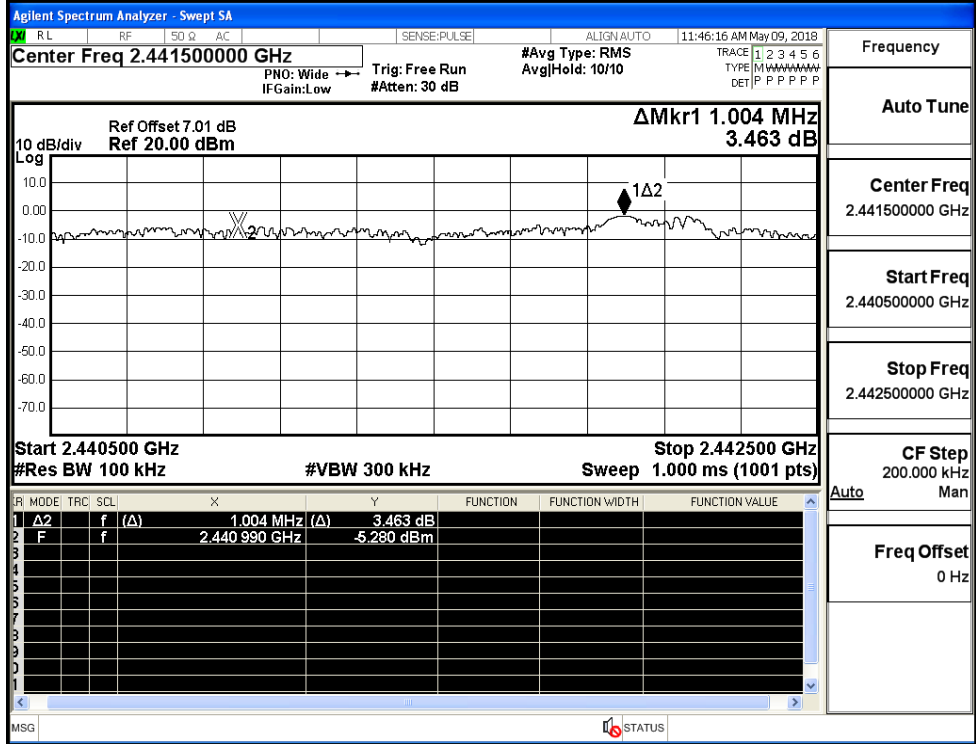 Agilent Spectrum Analyzer - Swept SA
LXI RL RF 50 Ω AC SENSE:PULSE ALIGN AUTO 11:46:16 AM May 09, 2018
Center Freq 2.441500000 GHz
PNO: Wide
IFGain:Low
Trig: Free Run
#Atten: 30 dB
#Avg Type: RMS
Avg|Hold: 10/10
TRACE 1 2 3 4 5 6
TYPE M WWWWW
DET P P P P P P
Frequency
Auto Tune
Center Freq
2.441500000 GHz
Start Freq
2.440500000 GHz
Stop Freq
2.442500000 GHz
CF Step
200.000 kHz
Auto Man
Freq Offset
0 Hz
ΔMkr1 1.004 MHz
3.463 dB
Ref Offset 7.01 dB
10 dB/div Ref 20.00 dBm
Log
10.0
0.00
-10.0
-20.0
-30.0
-40.0
-50.0
-60.0
-70.0
1Δ2
2
Start 2.440500 GHz Stop 2.442500 GHz
#Res BW 100 kHz #VBW 300 kHz Sweep 1.000 ms (1001 pts)
MODE TRC SCL X Y FUNCTION FUNCTION WIDTH FUNCTION VALUE
1 Δ2 f (Δ) 1.004 MHz (Δ) 3.463 dB
2 F f 2.440 990 GHz -5.280 dBm
MSG STATUS